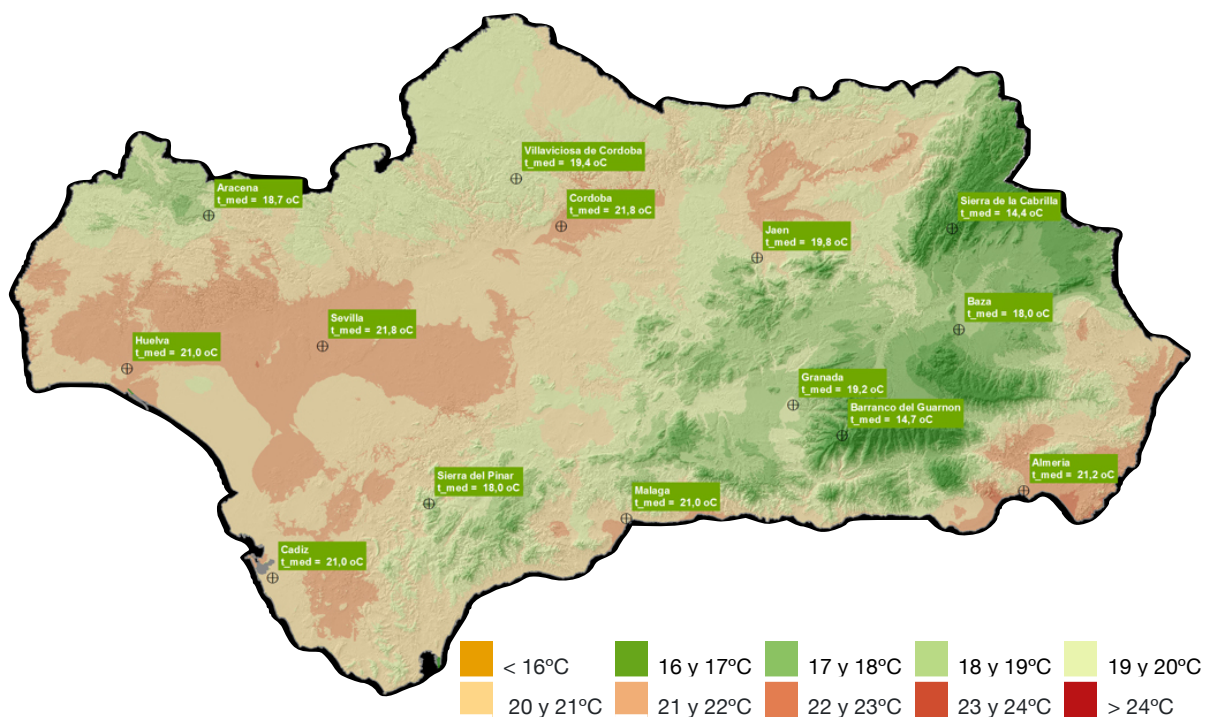 Villaviciosa de Cordoba
t_med = 19,4 oC
Aracena
t_med = 18,7 oC
Cordoba
t_med = 21,8 oC
Sierra de la Cabrilla
t_med = 14,4 oC
Jaen
t_med = 19,8 oC
Baza
t_med = 18,0 oC
Sevilla
t_med = 21,8 oC
Huelva
t_med = 21,0 oC
Granada
t_med = 19,2 oC
Barranco del Guarnon
t_med = 14,7 oC
Almeria
t_med = 21,2 oC
Sierra del Pinar
t_med = 18,0 oC
Malaga
t_med = 21,0 oC
Cadiz
t_med = 21,0 oC
< 16ºC 16 y 17ºC 17 y 18ºC 18 y 19ºC 19 y 20ºC
20 y 21ºC 21 y 22ºC 22 y 23ºC 23 y 24ºC > 24ºC